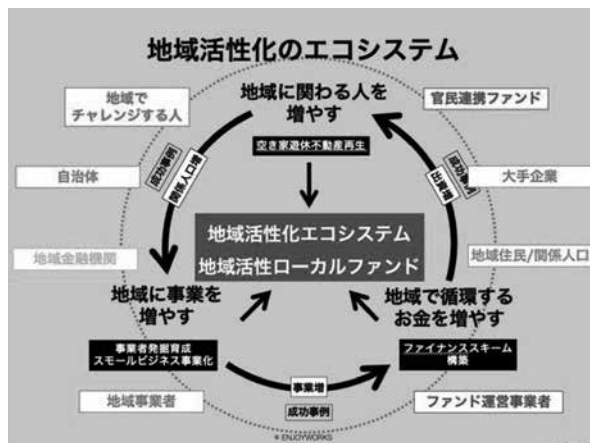 地域活性化のエコシステム
地域で
チャレンジする人
地域に関わる人を
増やす
官民連携ファンド
空き家遊休不動産再生
成功事例
関係人口増
成功事例
出資増
自治体
大手企業
地域活性化エコシステム
地域活性ローカルファンド
地域金融機関
地域住民/関係人口
地域に事業を
増やす
地域で循環する
お金を増やす
事業者発掘育成
スモールビジネス事業化
ファイナンススキーム
構築
事業増
成功事例
地域事業者
ファンド運営事業者
© ENJOYWORKS